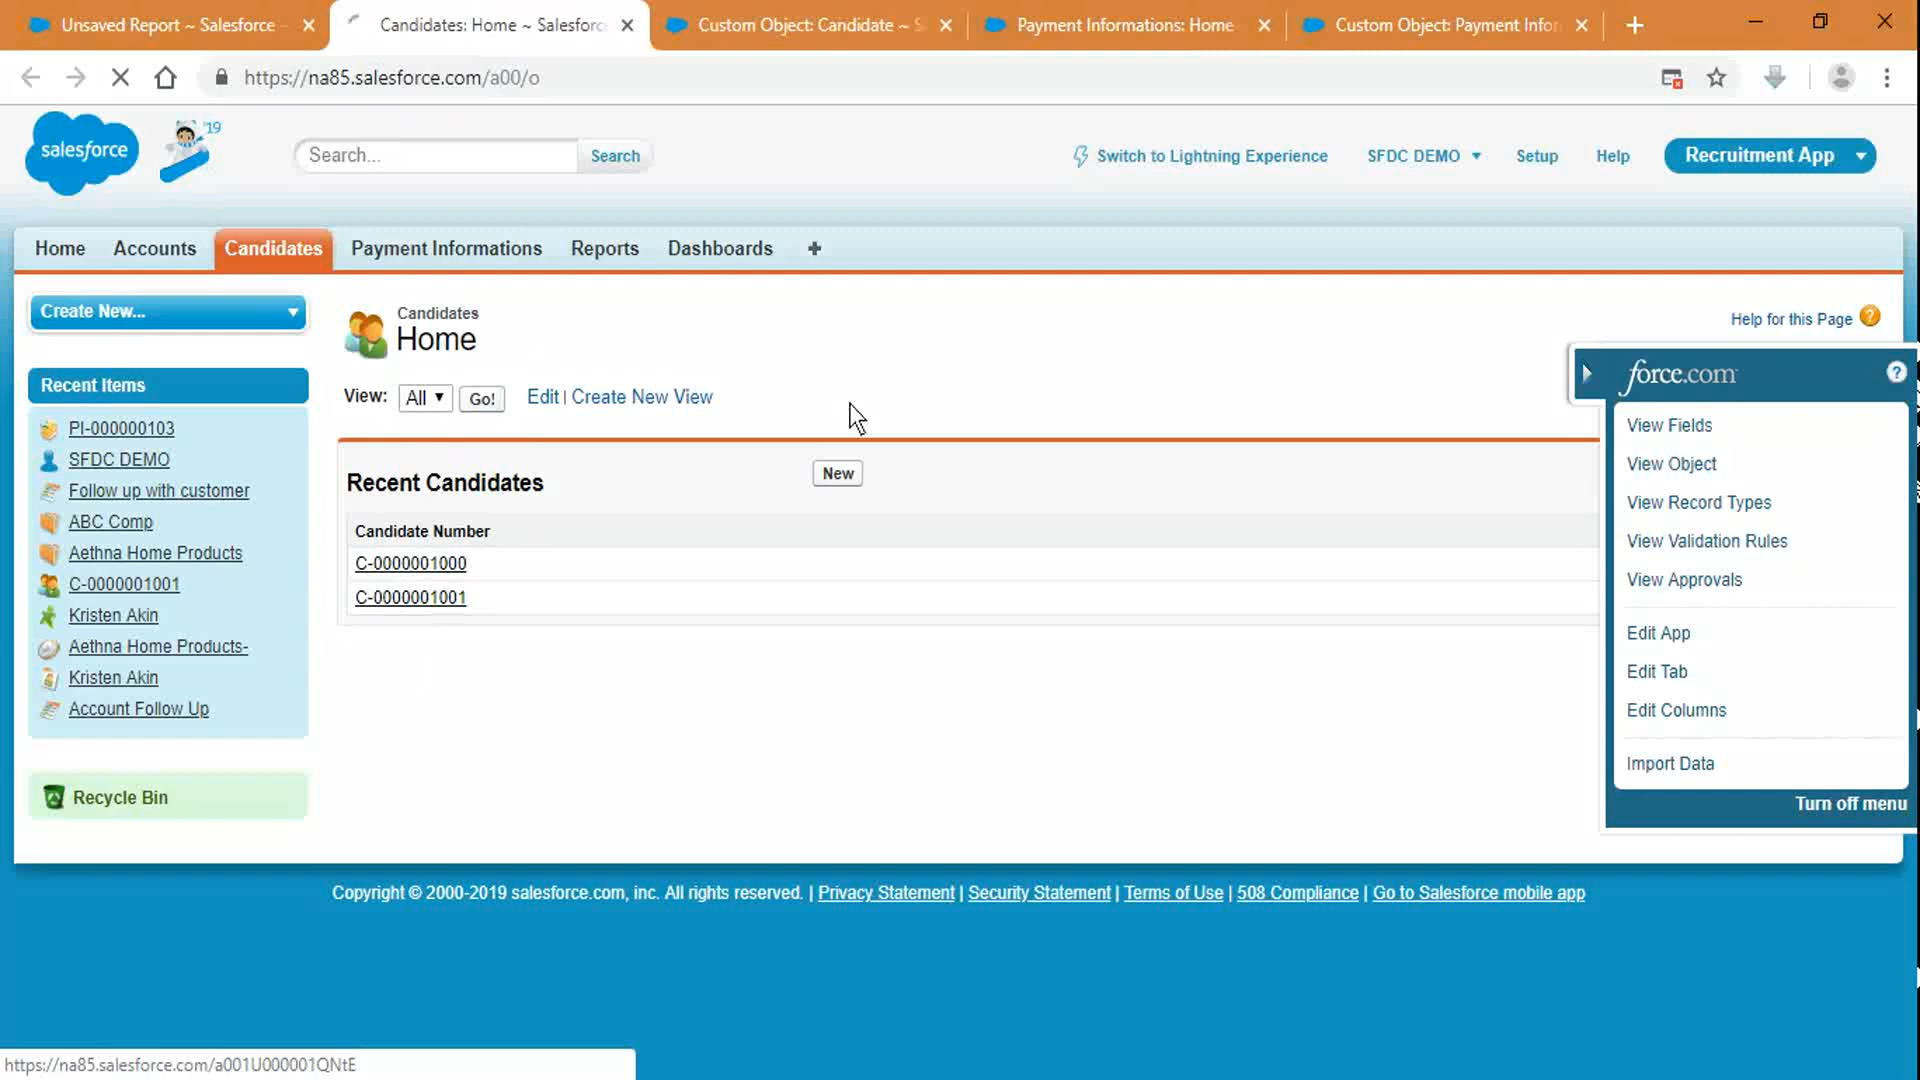 Unsaved Report ~ Salesforce
Candidates: Home ~ Salesforc
Custom Object: Candidate ~ S
Payment Informations: Home
Custom Object: Payment Infor
https://na85.salesforce.com/a00/o
salesforce
'19
Search...
Search
Switch to Lightning Experience
SFDC DEMO
Setup
Help
Recruitment App
Home
Accounts
Candidates
Payment Informations
Reports
Dashboards
Create New...
Candidates
Home
Help for this Page
Recent Items
PI-000000103
SFDC DEMO
Follow up with customer
ABC Comp
Aethna Home Products
C-0000001001
Kristen Akin
Aethna Home Products-
Kristen Akin
Account Follow Up
Recycle Bin
View: All Go! Edit | Create New View
Recent Candidates
New
Candidate Number
C-0000001000
C-0000001001
force.com
View Fields
View Object
View Record Types
View Validation Rules
View Approvals
Edit App
Edit Tab
Edit Columns
Import Data
Turn off menu
Copyright © 2000-2019 salesforce.com, inc. All rights reserved. | Privacy Statement | Security Statement | Terms of Use | 508 Compliance | Go to Salesforce mobile app
https://na85.salesforce.com/a001U000001QNtE